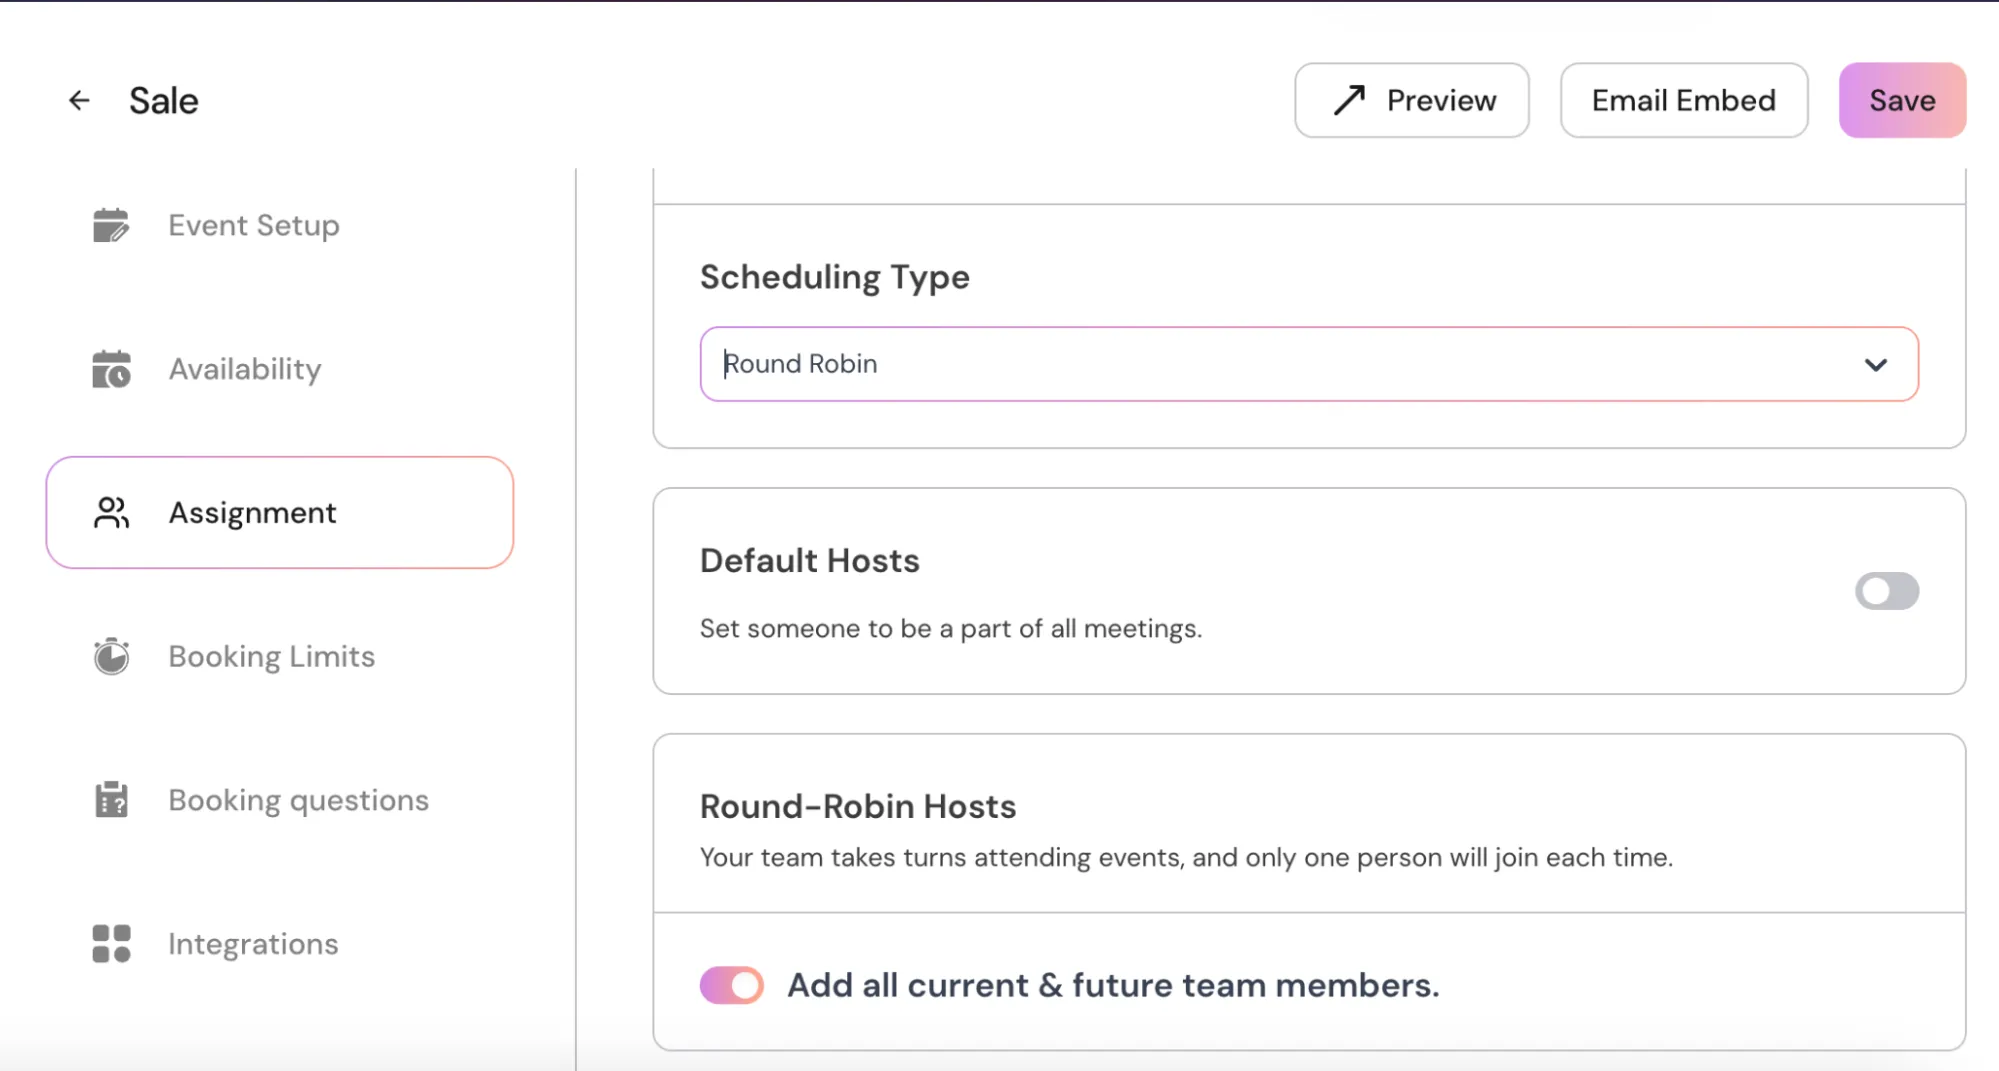 Sale
Preview
Email Embed
Save
Event Setup
Availability
Assignment
Booking Limits
Booking questions
Integrations
Scheduling Type
Round Robin
Default Hosts
Set someone to be a part of all meetings.
Round-Robin Hosts
Your team takes turns attending events, and only one person will join each time.
Add all current & future team members.